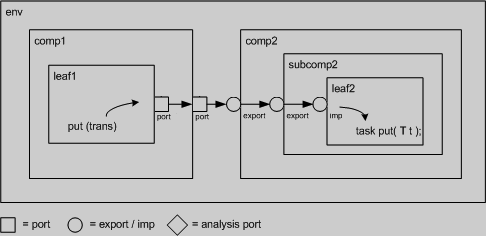 env
comp1
comp2
subcomp2
leaf1
leaf2
put (trans)
port
port
export
export
imp
task put( T t );
= port
= export / imp
= analysis port